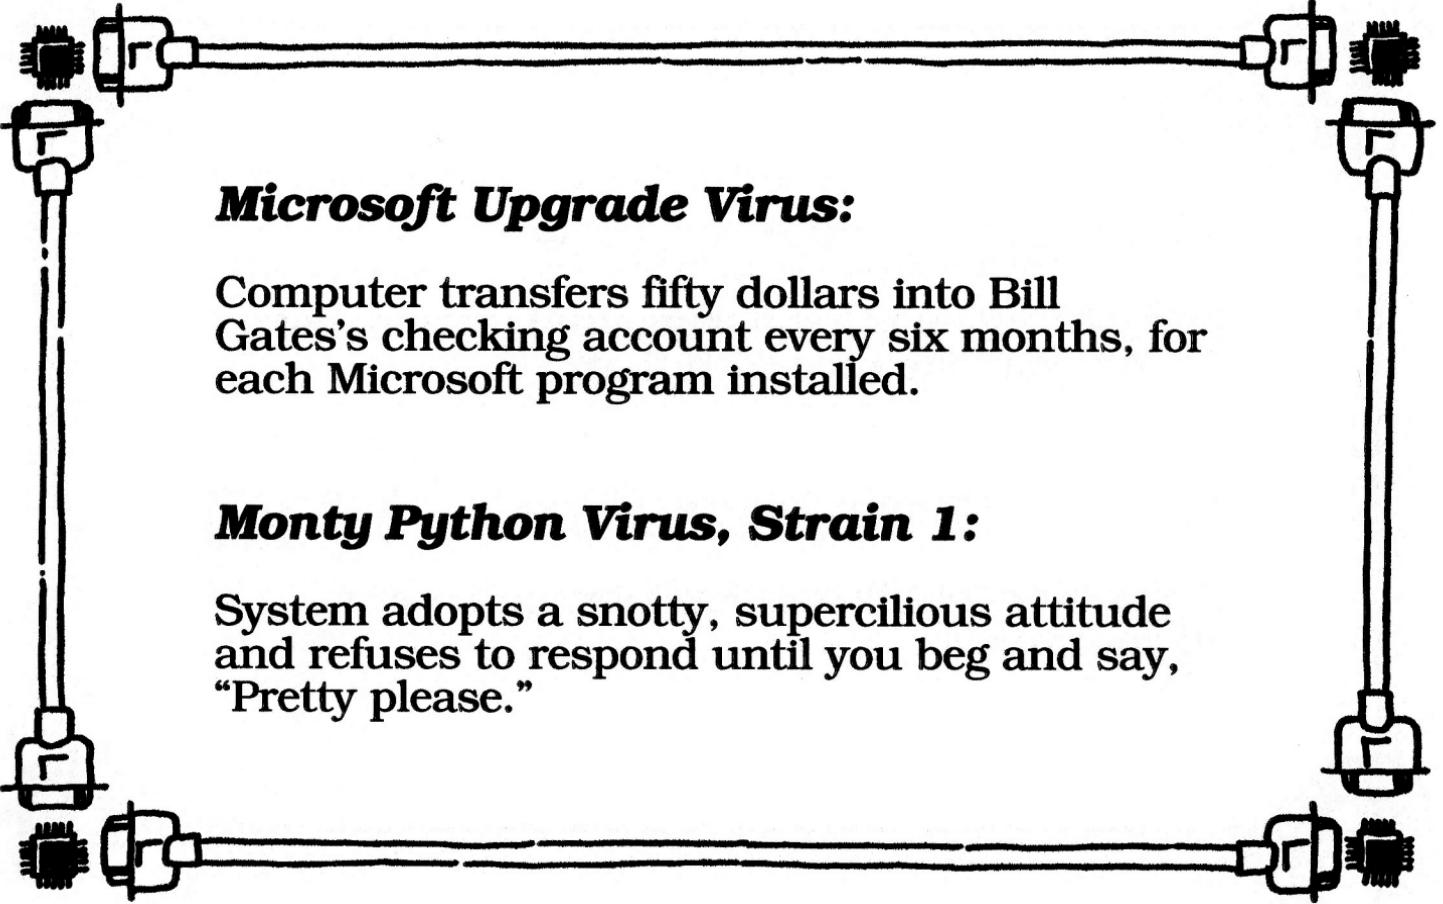 Microsoft Upgrade Virus:
Computer transfers fifty dollars into Bill
Gates’s checking account every six months, for
each Microsoft program installed.
Monty Python Virus, Strain 1:
System adopts a snotty, supercilious attitude
and refuses to respond until you beg and say,
“Pretty please.”